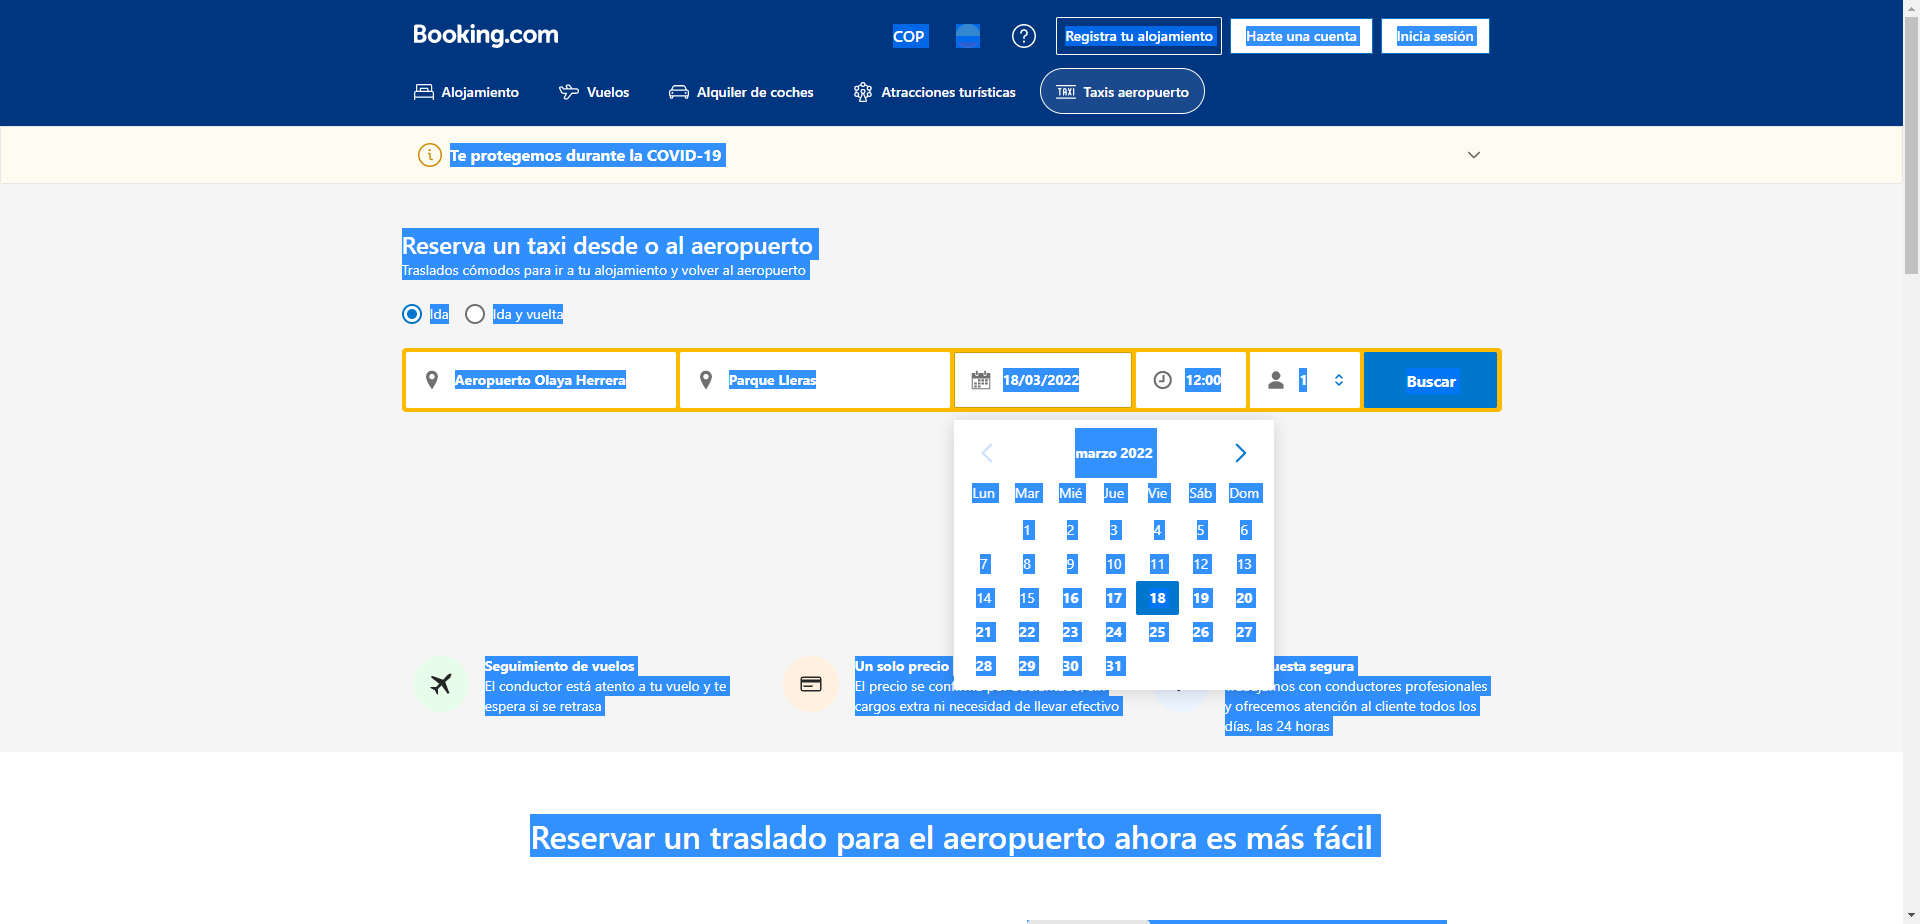 Booking.com
COP
Registra tu alojamiento
Hazte una cuenta
Inicia sesión
Alojamiento
Vuelos
Alquiler de coches
Atracciones turísticas
TAXI
Taxis aeropuerto
Te protegemos durante la COVID-19
Reserva un taxi desde o al aeropuerto
Traslados cómodos para ir a tu alojamiento y volver al aeropuerto
Ida
Ida y vuelta
Aeropuerto Olaya Herrera
Parque Lleras
18/03/2022
12:00
1
Buscar
marzo 2022
Lun Mar Mié Jue Vie Sáb Dom
1 2 3 4 5 6
7 8 9 10 11 12 13
14 15 16 17 18 19 20
21 22 23 24 25 26 27
28 29 30 31
Seguimiento de vuelos
El conductor está atento a tu vuelo y te
espera si se retrasa
Un solo precio
El precio se
cargos extra ni necesidad de llevar efectivo
segura
con conductores profesionales
y ofrecemos atención al cliente todos los
días, las 24 horas
Reservar un traslado para el aeropuerto ahora es más fácil